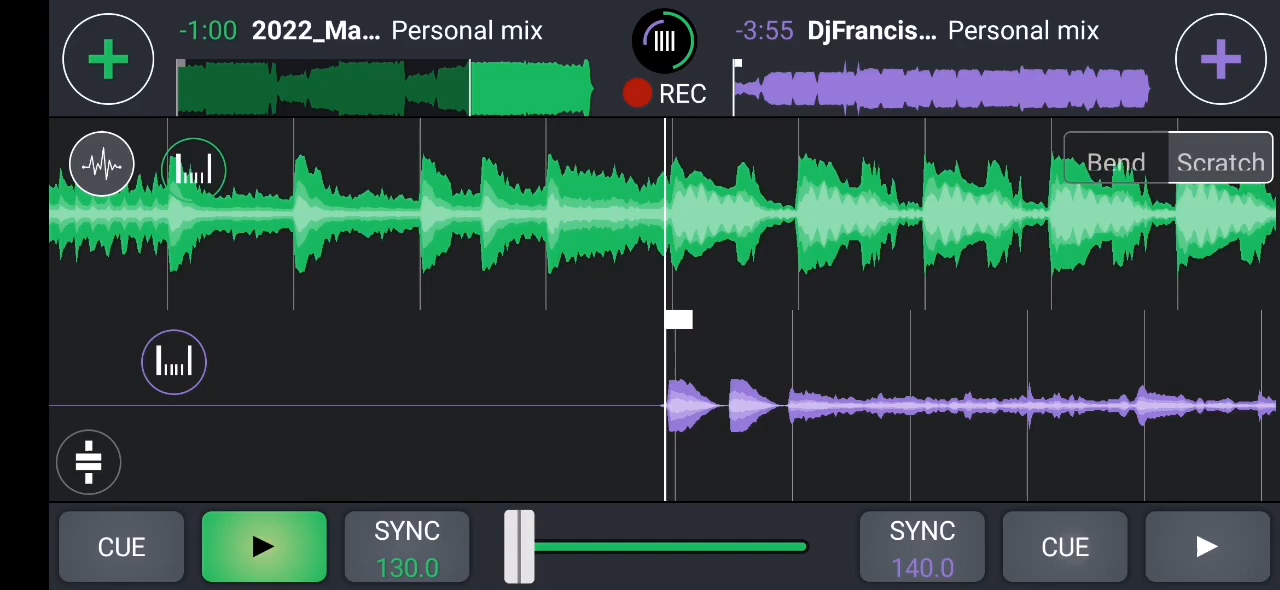 -1:00 2022_Ma... Personal mix
-3:55 DjFrancis... Personal mix
REC
Bend Scratch
CUE
SYNC
130.0
SYNC
140.0
CUE